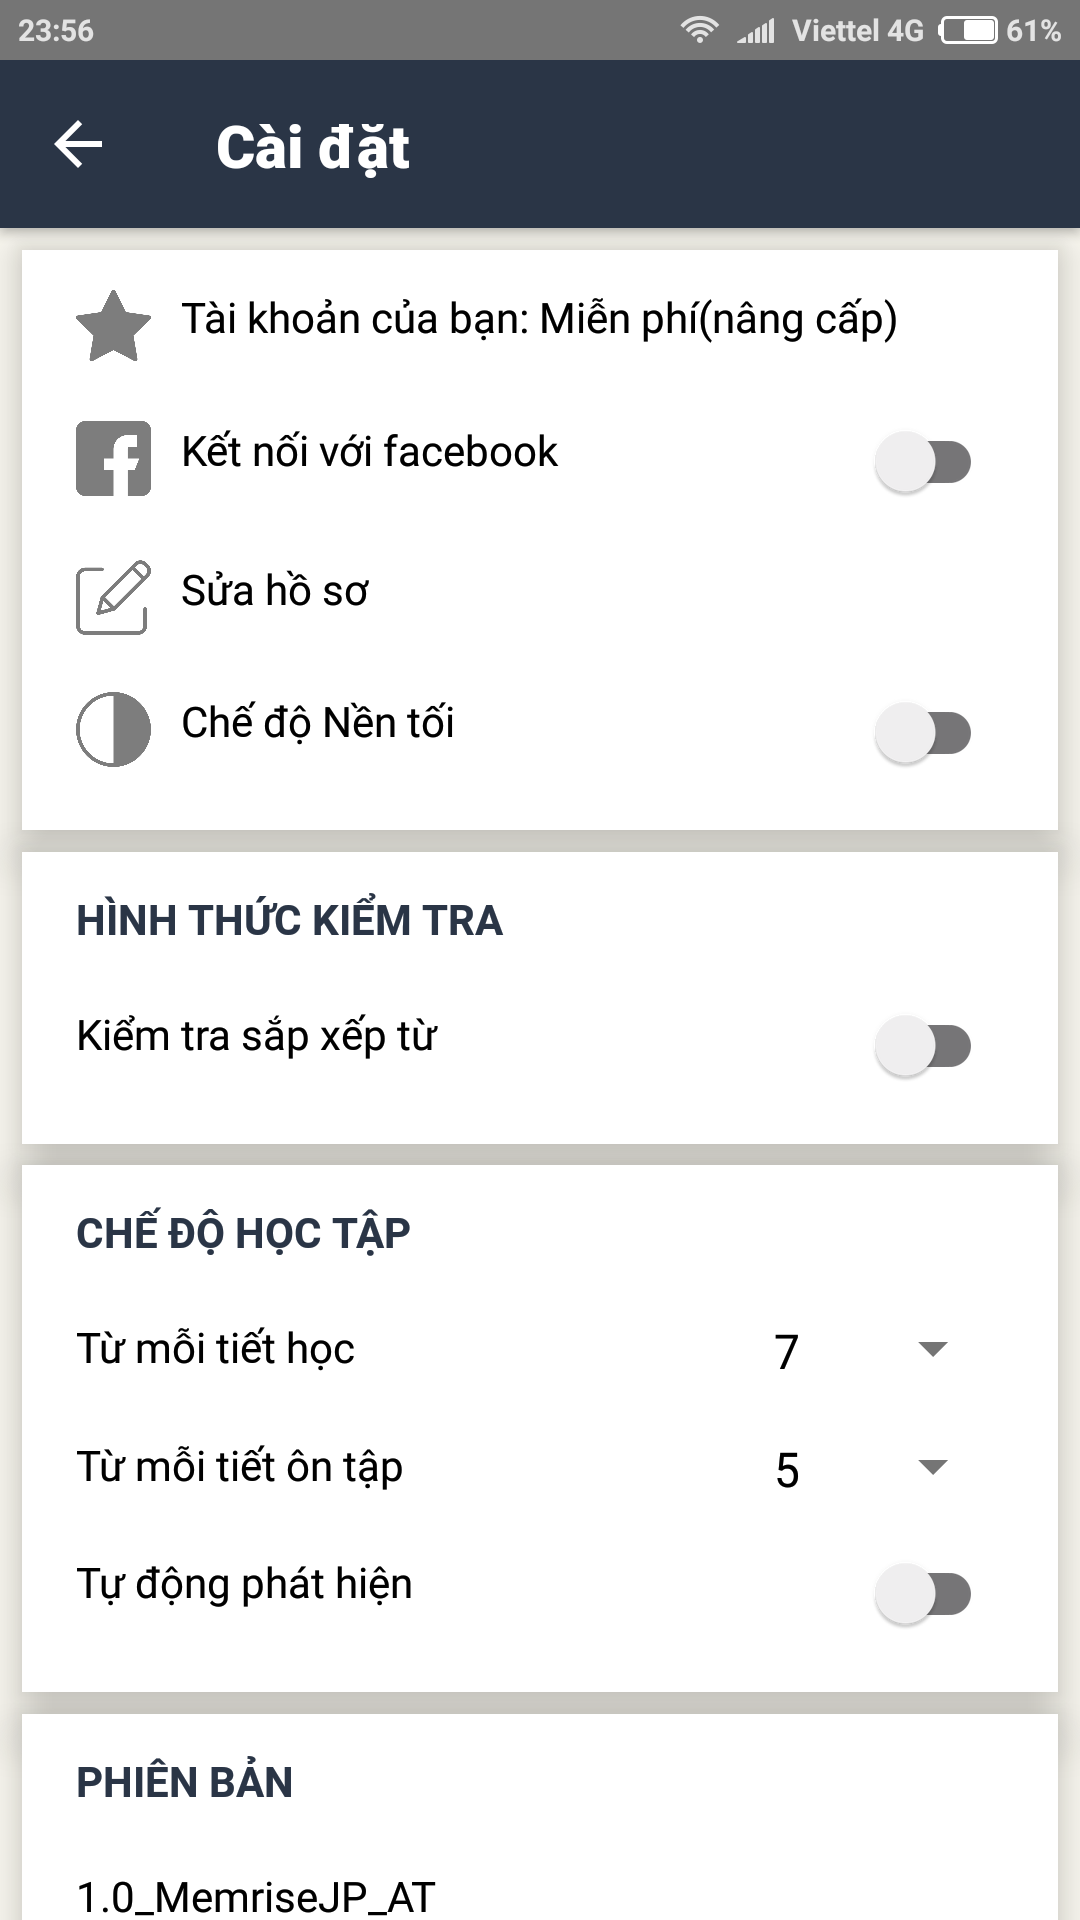 23:56 Viettel 4G 61%
Cài đặt
Tài khoản của bạn: Miễn phí(nâng cấp)
Kết nối với facebook
Sửa hồ sơ
Chế độ Nền tối
HÌNH THỨC KIỂM TRA
Kiểm tra sắp xếp từ
CHẾ ĐỘ HỌC TẬP
Từ mỗi tiết học 7
Từ mỗi tiết ôn tập 5
Tự động phát hiện
PHIÊN BẢN
1.0_MemriseJP_AT